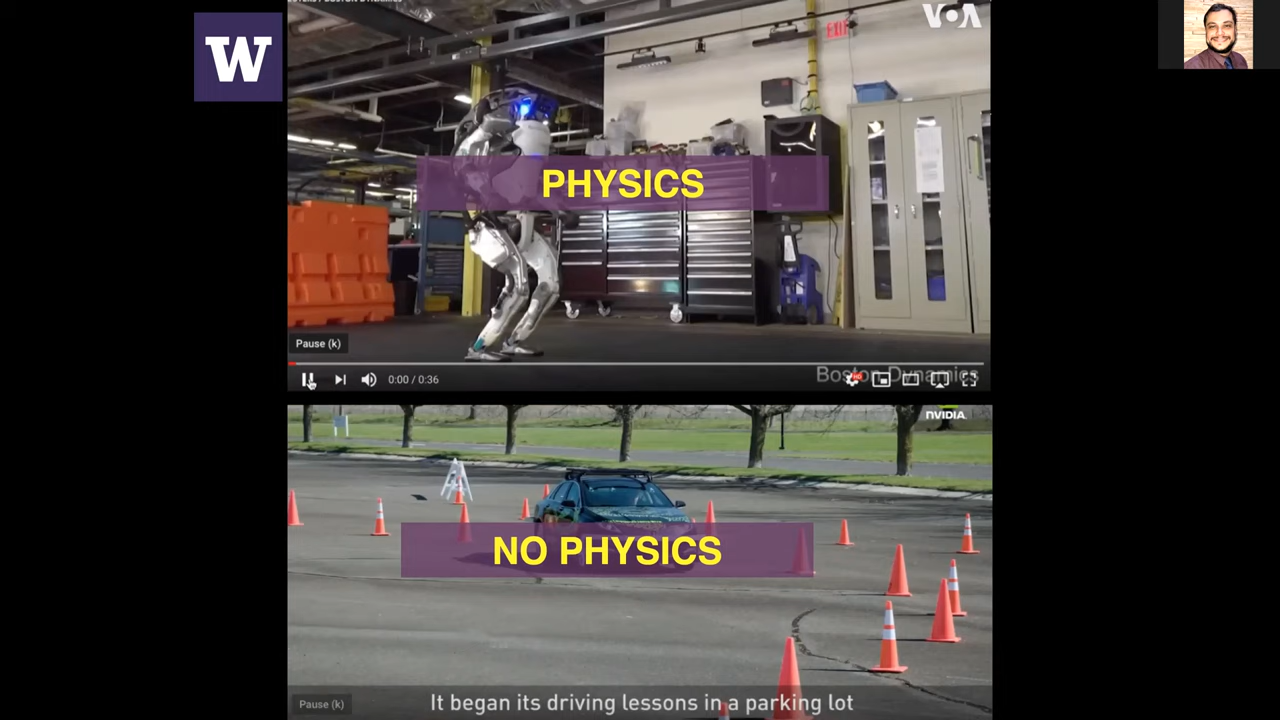 VOA
W
EXIT
PHYSICS
Pause (k)
0:00 / 0:36
HD
Boston Dynamics
NVIDIA.
NO PHYSICS
It began its driving lessons in a parking lot
Pause (k)